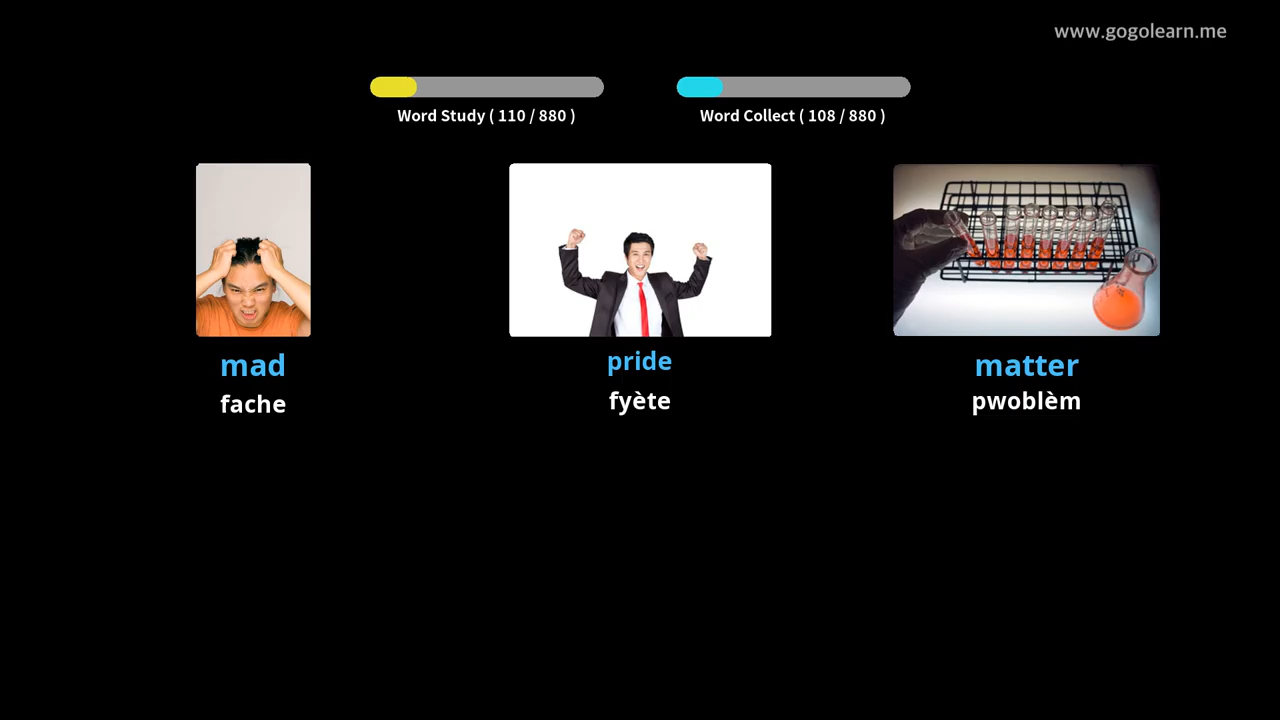 www.gogolearn.me
Word Study ( 110 / 880 )
Word Collect ( 108 / 880 )
mad
fache
pride
fyète
matter
pwoblèm